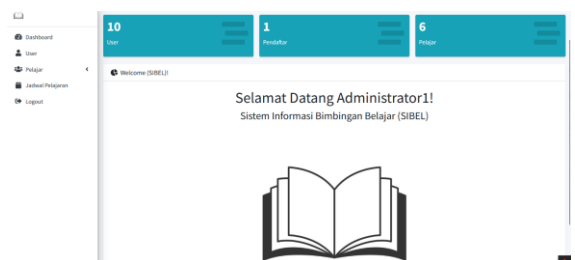 Dashboard
User
Pelajar
Jadwal Pelajaran
Logout
10
User
1
Pendaftar
6
Pelajar
Welcome (SIBEL)!
Selamat Datang Administrator1!
Sistem Informasi Bimbingan Belajar (SIBEL)